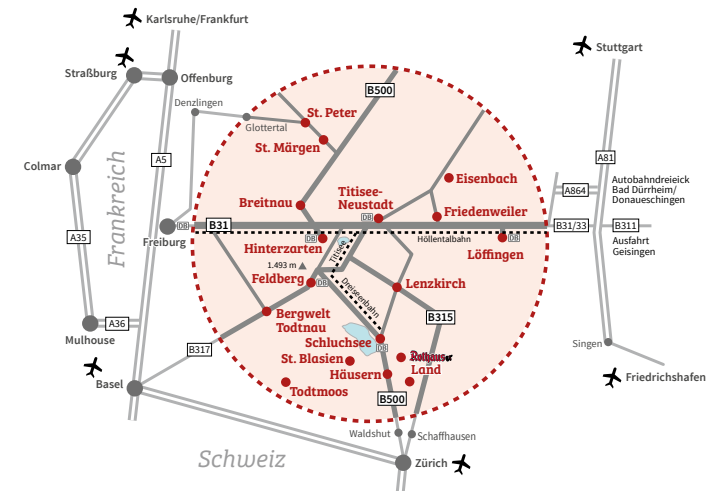 Karlsruhe/Frankfurt
Stuttgart
Straßburg
Offenburg
Denzlingen
Glottertal
St. Peter
B500
St. Märgen
A5
A81
Colmar
Frankreich
Eisenbach
Autobahndreieick
Bad Dürrheim/
Donaueschingen
A864
Titisee-
Neustadt
Breitnau
Friedenweiler
DB
B31
B31/33
B311
DB
Freiburg
A35
Hinterzarten
DB
Titisee
Höllentalbahn
DB
Löffingen
Ausfahrt
Geisingen
1.493 m
Feldberg
DB
Dreiseenbahn
Lenzkirch
Bergwelt
Todtnau
B315
A36
Mulhouse
Schluchsee
DB
B317
St. Blasien
Land
Häusern
Singen
Friedrichshafen
Basel
Todtmoos
B500
Waldshut
Schaffhausen
Schweiz
Zürich